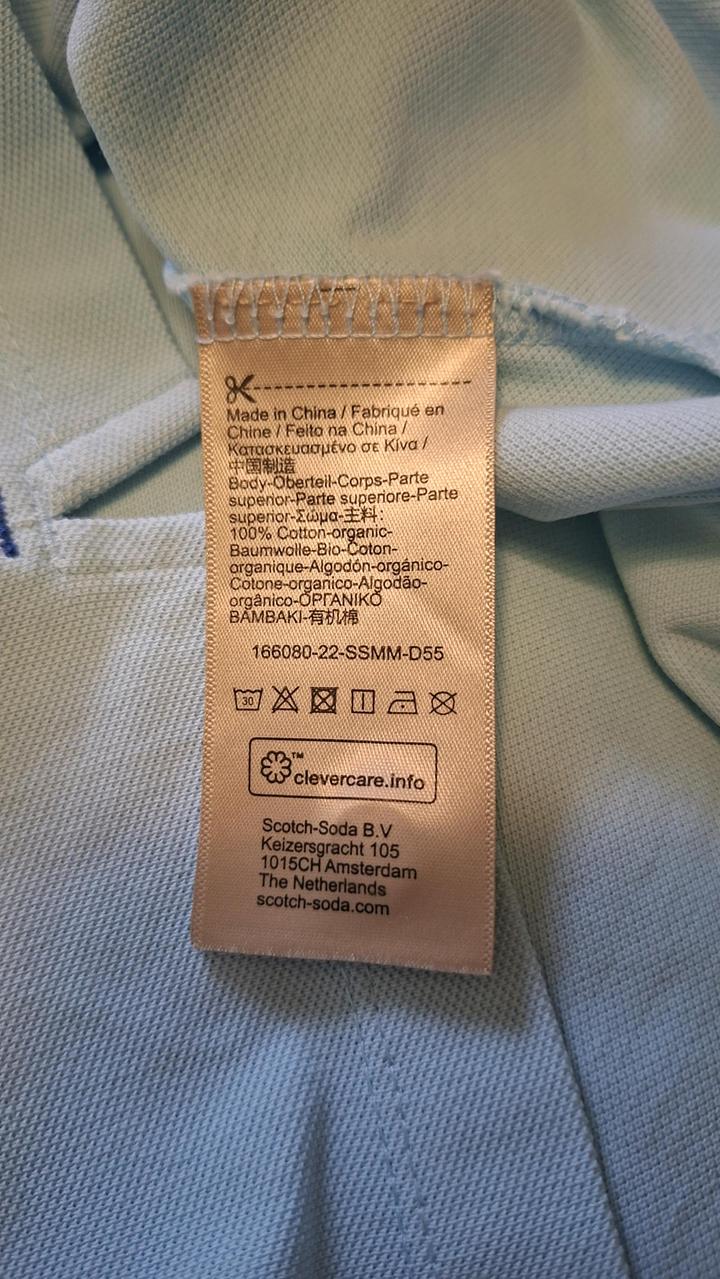 Made in China / Fabriqué en
Chine / Feito na China /
Κατασκευασμένο σε Κίνα /
中国制造
Body-Oberteil-Corps-Parte
superior-Parte superiore-Parte
superior-Σώμα-主料:
100% Cotton-organic-
Baumwolle-Bio-Coton-
organique-Algodón-orgánico-
Cotone-organico-Algodão-
orgânico-ΟΡΓΑΝΙΚΟ
BAMBAKI-有机棉
166080-22-SSMM-D55
30
™
clevercare.info
Scotch-Soda B.V
Keizersgracht 105
1015CH Amsterdam
The Netherlands
scotch-soda.com